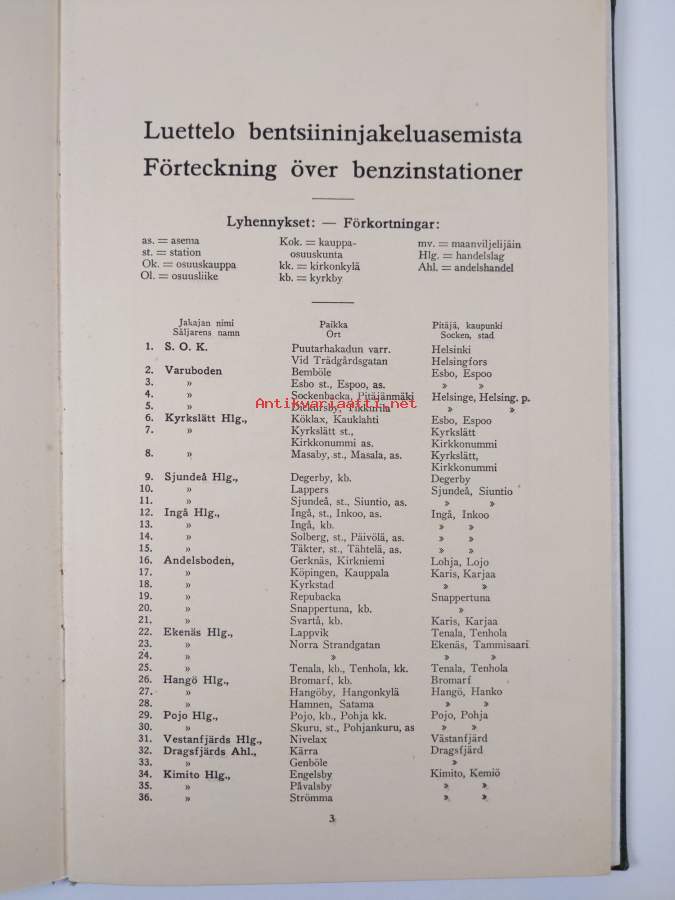 Luettelo bentsiininjakeluasemista
Förteckning över benzinstationer
Lyhennykset: — Förkortningar:
as. = asema Kok. = kauppa- mv. = maanviljelijäin
st. = station osuuskunta Hlg. = handelslag
Ok. = osuuskauppa kk. = kirkonkylä Ahl. = andelshandel
Ol. = osuusliike kb. = kyrkby
Jakajan nimi Paikka Pitäjä, kaupunki
Säljarens namn Ort Socken, stad
1. S. O. K. Puutarhakadun varr. Helsinki
Vid Trädgårdsgatan Helsingfors
2. Varuboden Bemböle Esbo, Espoo
3. » Esbo st., Espoo, as. » »
4. » Sockenbacka, Pitäjänmäki Helsinge, Helsing. p.
Antikvariaatti.net
5. » Dickursby, Tikkurila » »
6. Kyrkslätt Hlg., Köklax, Kauklahti Esbo, Espoo
7. » Kyrkslätt st., Kyrkslätt
Kirkkonummi as. Kirkkonummi
8. » Masaby, st., Masala, as. Kyrkslätt,
Kirkkonummi
9. Sjundeå Hlg., Degerby, kb. Degerby
10. » Lappers Sjundeå, Siuntio
11. » Sjundeå, st., Siuntio, as. » »
12. Ingå Hlg., Ingå, st., Inkoo, as. Ingå, Inkoo
13. » Ingå, kb. » »
14. » Solberg, st., Päivölä, as. » »
15. » Täkter, st., Tähtelä, as. » »
16. Andelsboden, Gerknäs, Kirkniemi Lohja, Lojo
17. » Köpingen, Kauppala Karis, Karjaa
18. » Kyrkstad » »
19. » Repubacka Snappertuna
20. » Snappertuna, kb. »
21. » Svartå, kb. Karis, Karjaa
22. Ekenäs Hlg., Lappvik Tenala, Tenhola
23. » Norra Strandgatan Ekenäs, Tammisaari
24. » » » »
25. » Tenala, kb., Tenhola, kk. Tenala, Tenhola
26. Hangö Hlg., Bromarf, kb. Bromarf
27. » Hangöby, Hangonkylä Hangö, Hanko
28. » Hamnen, Satama » »
29. Pojo Hlg., Pojo, kb., Pohja kk. Pojo, Pohja
30. » Skuru, st., Pohjankuru, as » »
31. Vestanfjärds Hlg., Nivelax Västanfjärd
32. Dragsfjärds Ahl., Kärra Dragsfjärd
33. » Genböle »
34. Kimito Hlg., Engelsby Kimito, Kemiö
35. » Påvalsby » »
36. » Strömma » »
3